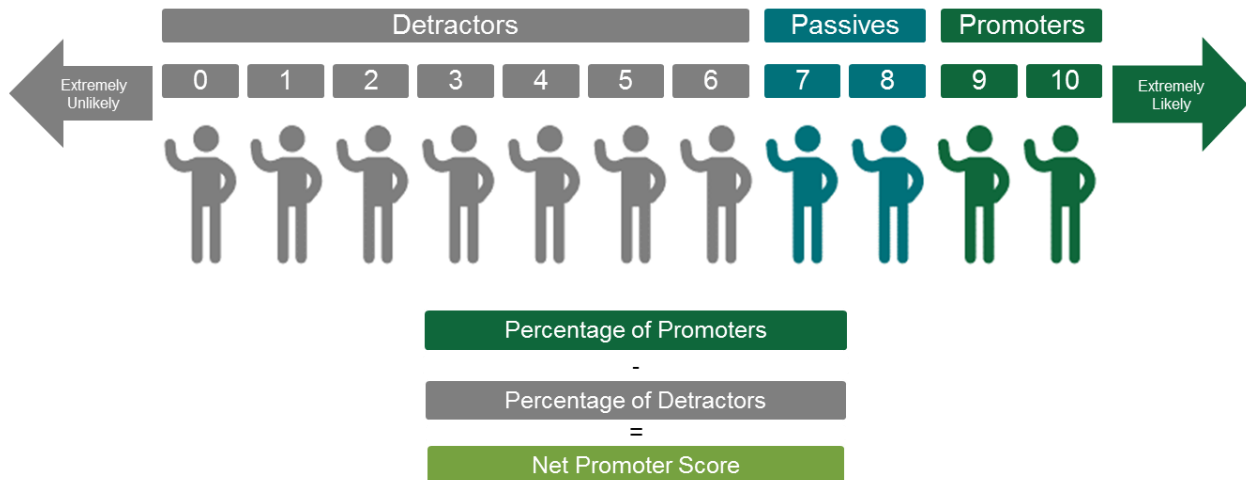 Detractors Passives Promoters
Extremely
Unlikely
0 1 2 3 4 5 6 7 8 9 10
Extremely
Likely
Percentage of Promoters
-
Percentage of Detractors
=
Net Promoter Score